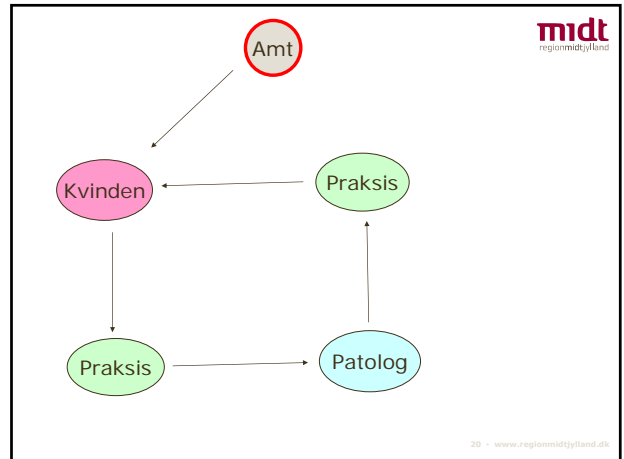 Amt
midt
regionmidtjylland
Kvinden
Praksis
Praksis
Patolog
20 • www.regionmidtjylland.dk